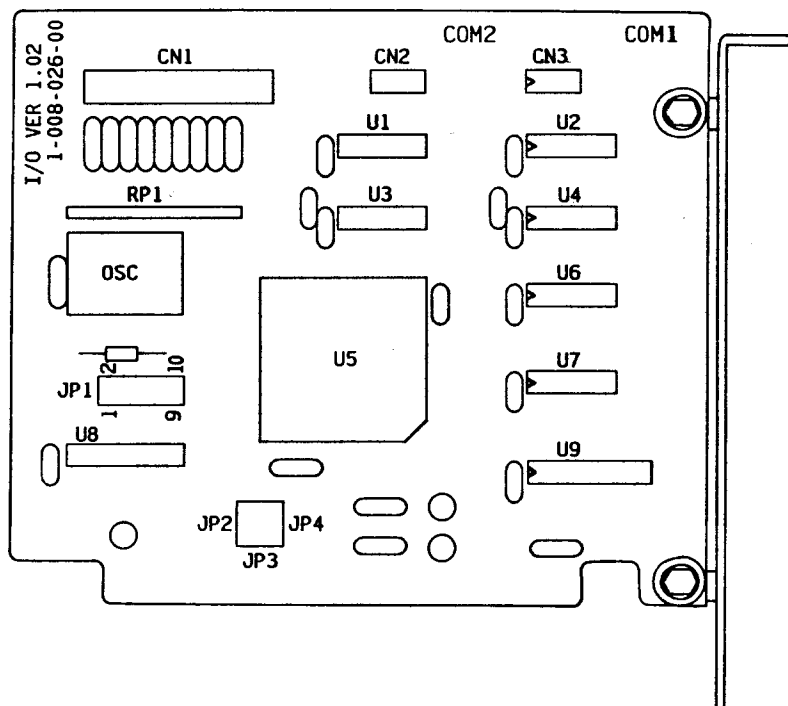 COM2
COM1
I/O VER 1.02
1-008-026-00
CN1
CN2
CN3
U1
U2
RP1
U3
U4
OSC
U6
U5
2
10
JP1
1
9
U7
U8
U9
JP2
JP4
JP3